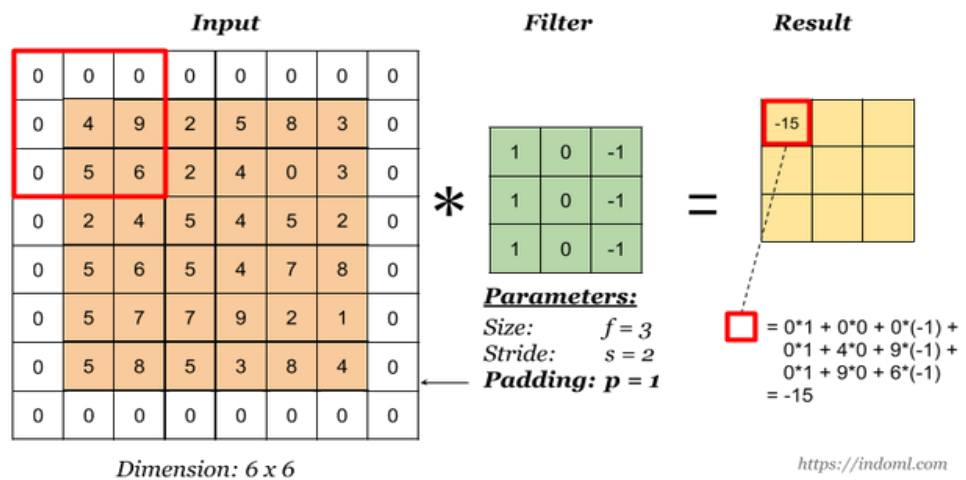 Input Filter Result
0 0 0 0 0 0 0 0
0 4 9 2 5 8 3 0
0 5 6 2 4 0 3 0
0 2 4 5 4 5 2 0
0 5 6 5 4 7 8 0
0 5 7 7 9 2 1 0
0 5 8 5 3 8 4 0
0 0 0 0 0 0 0 0
Dimension: 6 x 6
*
1 0 -1
1 0 -1
1 0 -1
Parameters:
Size: f = 3
Stride: s = 2
Padding: p = 1
=
-15
= 0*1 + 0*0 + 0*(-1) +
0*1 + 4*0 + 9*(-1) +
0*1 + 9*0 + 6*(-1)
= -15
https://indoml.com